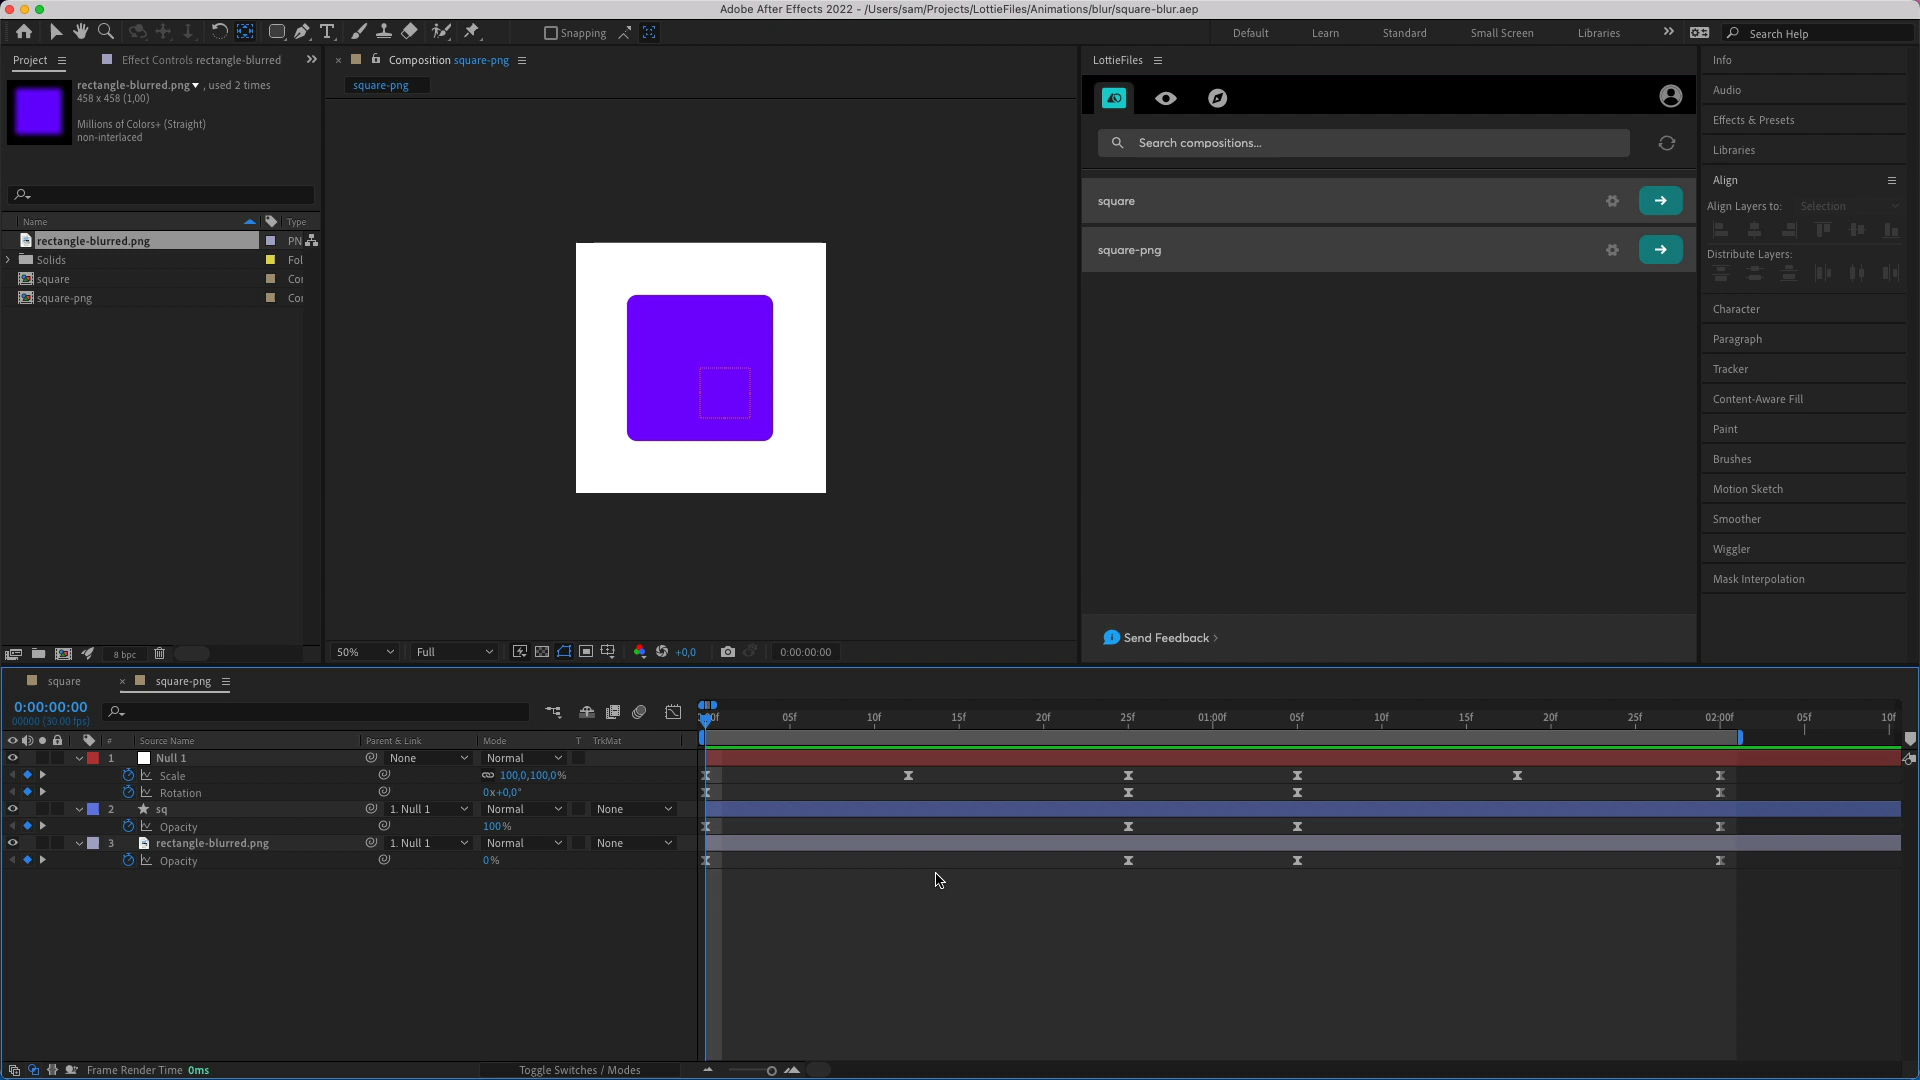 Adobe After Effects 2022 - /Users/sam/Projects/LottieFiles/Animations/blur/square-blur.aep
Snapping
Default
Learn
Standard
Small Screen
Libraries
Search Help
Project
Effect Controls rectangle-blurred
rectangle-blurred.png , used 2 times
458 x 458 (1,00)
Millions of Colors+ (Straight)
non-interlaced
Name
Type
rectangle-blurred.png
PN
Solids
Fol
square
Cor
square-png
Cor
8 bpc
Composition square-png
square-png
50%
Full
+0,0
0:00:00:00
LottieFiles
Search compositions...
square
square-png
Send Feedback
Info
Audio
Effects & Presets
Libraries
Align
Align Layers to: Selection
Distribute Layers:
Character
Paragraph
Tracker
Content-Aware Fill
Paint
Brushes
Motion Sketch
Smoother
Wiggler
Mask Interpolation
square
square-png
0:00:00:00
00000 (30.00 fps)
# Source Name Parent & Link Mode T TrkMat
:00f 05f 10f 15f 20f 25f 01:00f 05f 10f 15f 20f 25f 02:00f 05f 10f
1 Null 1 None Normal
Scale 100,0,100,0%
Rotation 0x+0,0°
2 sq 1. Null 1 Normal None
Opacity 100%
3 rectangle-blurred.png 1. Null 1 Normal None
Opacity 0%
Frame Render Time 0ms
Toggle Switches / Modes